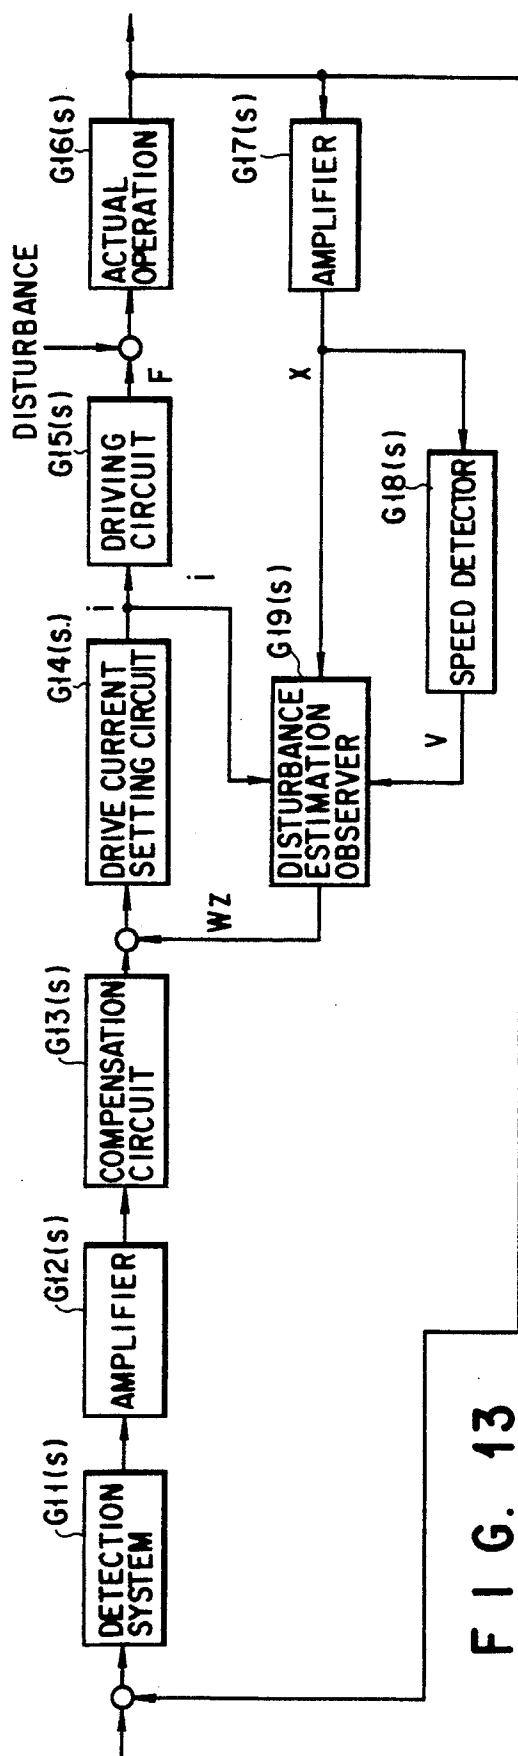 G11(s)
DETECTION
SYSTEM
G12(s)
AMPLIFIER
G13(s)
COMPENSATION
CIRCUIT
G14(s.)
DRIVE CURRENT
SETTING CIRCUIT
i
i
G15(s)
DRIVING
CIRCUIT
F
DISTURBANCE
G16(s)
ACTUAL
OPERATION
WZ
G19(s)
DISTURBANCE
ESTIMATION
OBSERVER
X
G17(s)
AMPLIFIER
V
G18(s)
SPEED DETECTOR
FIG. 13